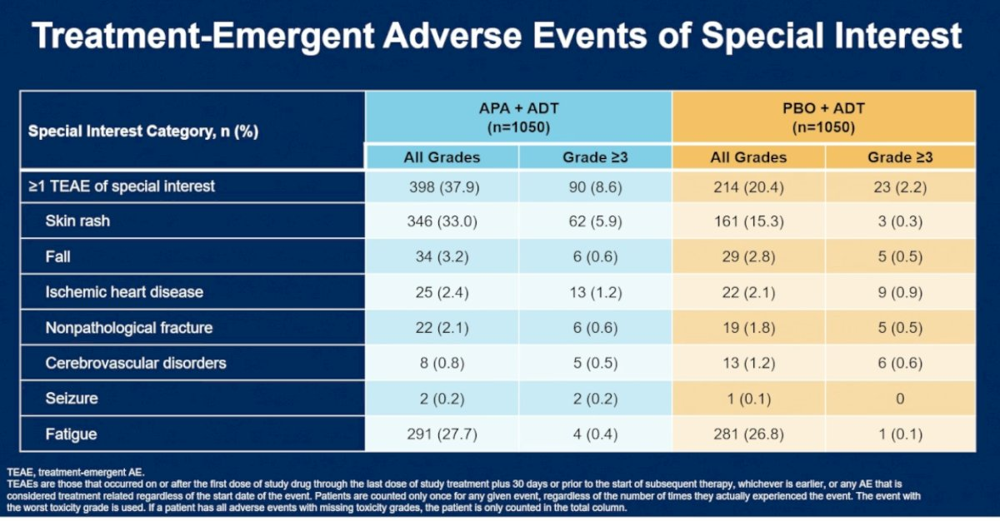 Treatment-Emergent Adverse Events of Special Interest
Special Interest Category, n (%)
APA + ADT
(n=1050)
PBO + ADT
(n=1050)
All Grades Grade ≥3 All Grades Grade ≥3
≥1 TEAE of special interest 398 (37.9) 90 (8.6) 214 (20.4) 23 (2.2)
Skin rash 346 (33.0) 62 (5.9) 161 (15.3) 3 (0.3)
Fall 34 (3.2) 6 (0.6) 29 (2.8) 5 (0.5)
Ischemic heart disease 25 (2.4) 13 (1.2) 22 (2.1) 9 (0.9)
Nonpathological fracture 22 (2.1) 6 (0.6) 19 (1.8) 5 (0.5)
Cerebrovascular disorders 8 (0.8) 5 (0.5) 13 (1.2) 6 (0.6)
Seizure 2 (0.2) 2 (0.2) 1 (0.1) 0
Fatigue 291 (27.7) 4 (0.4) 281 (26.8) 1 (0.1)
TEAE, treatment-emergent AE.
TEAEs are those that occurred on or after the first dose of study drug through the last dose of study treatment plus 30 days or prior to the start of subsequent therapy, whichever is earlier, or any AE that is
considered treatment related regardless of the start date of the event. Patients are counted only once for any given event, regardless of the number of times they actually experienced the event. The event with
the worst toxicity grade is used. If a patient has all adverse events with missing toxicity grades, the patient is only counted in the total column.